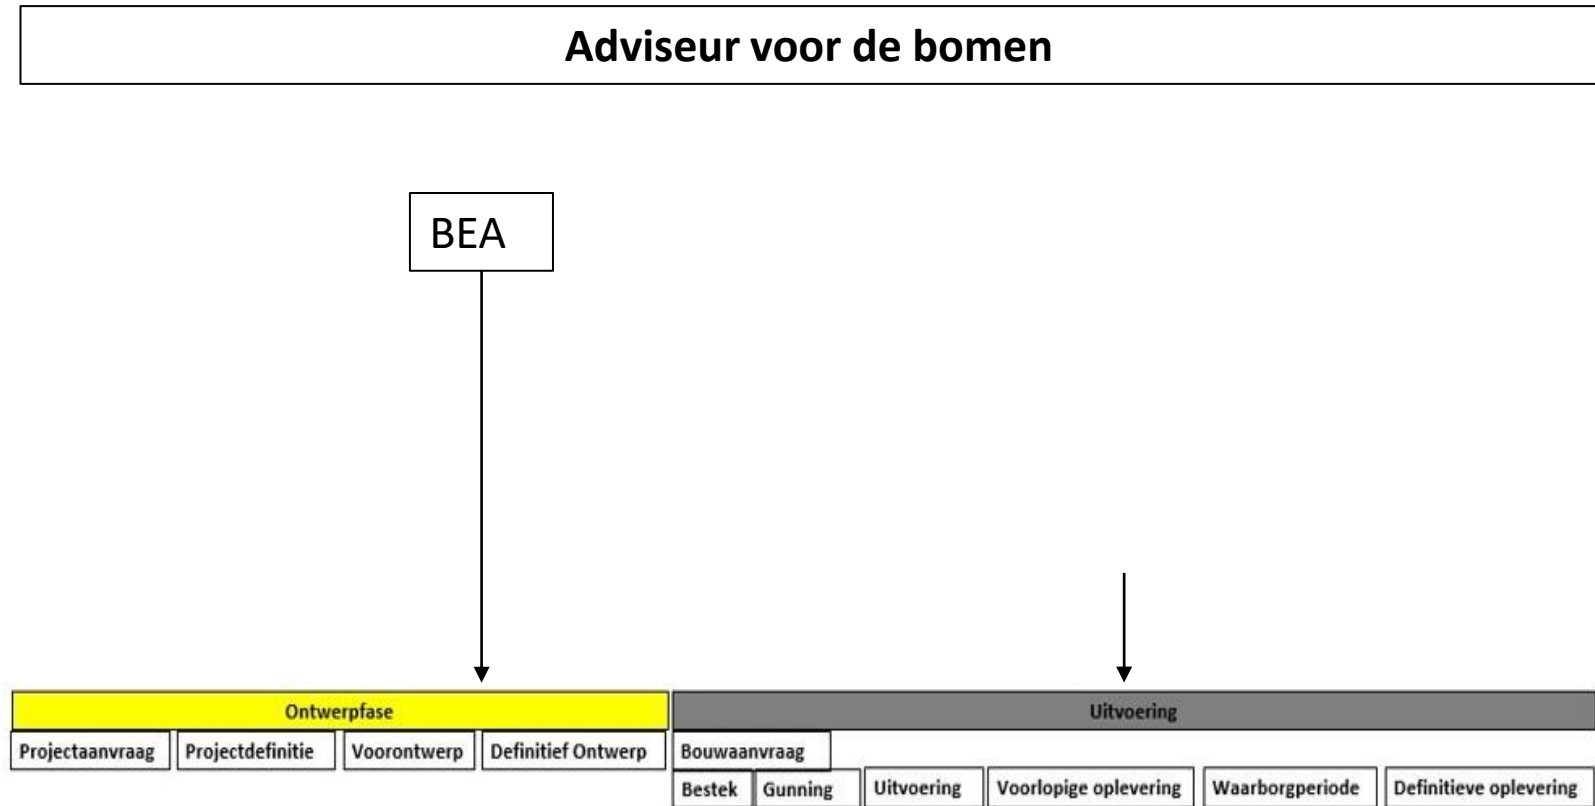 Adviseur voor de bomen
BEA
Ontwerpfase Uitvoering
Projectaanvraag Projectdefinitie Voorontwerp Definitief Ontwerp Bouwaanvraag
Bestek Gunning Uitvoering Voorlopige oplevering Waarborgperiode Definitieve oplevering